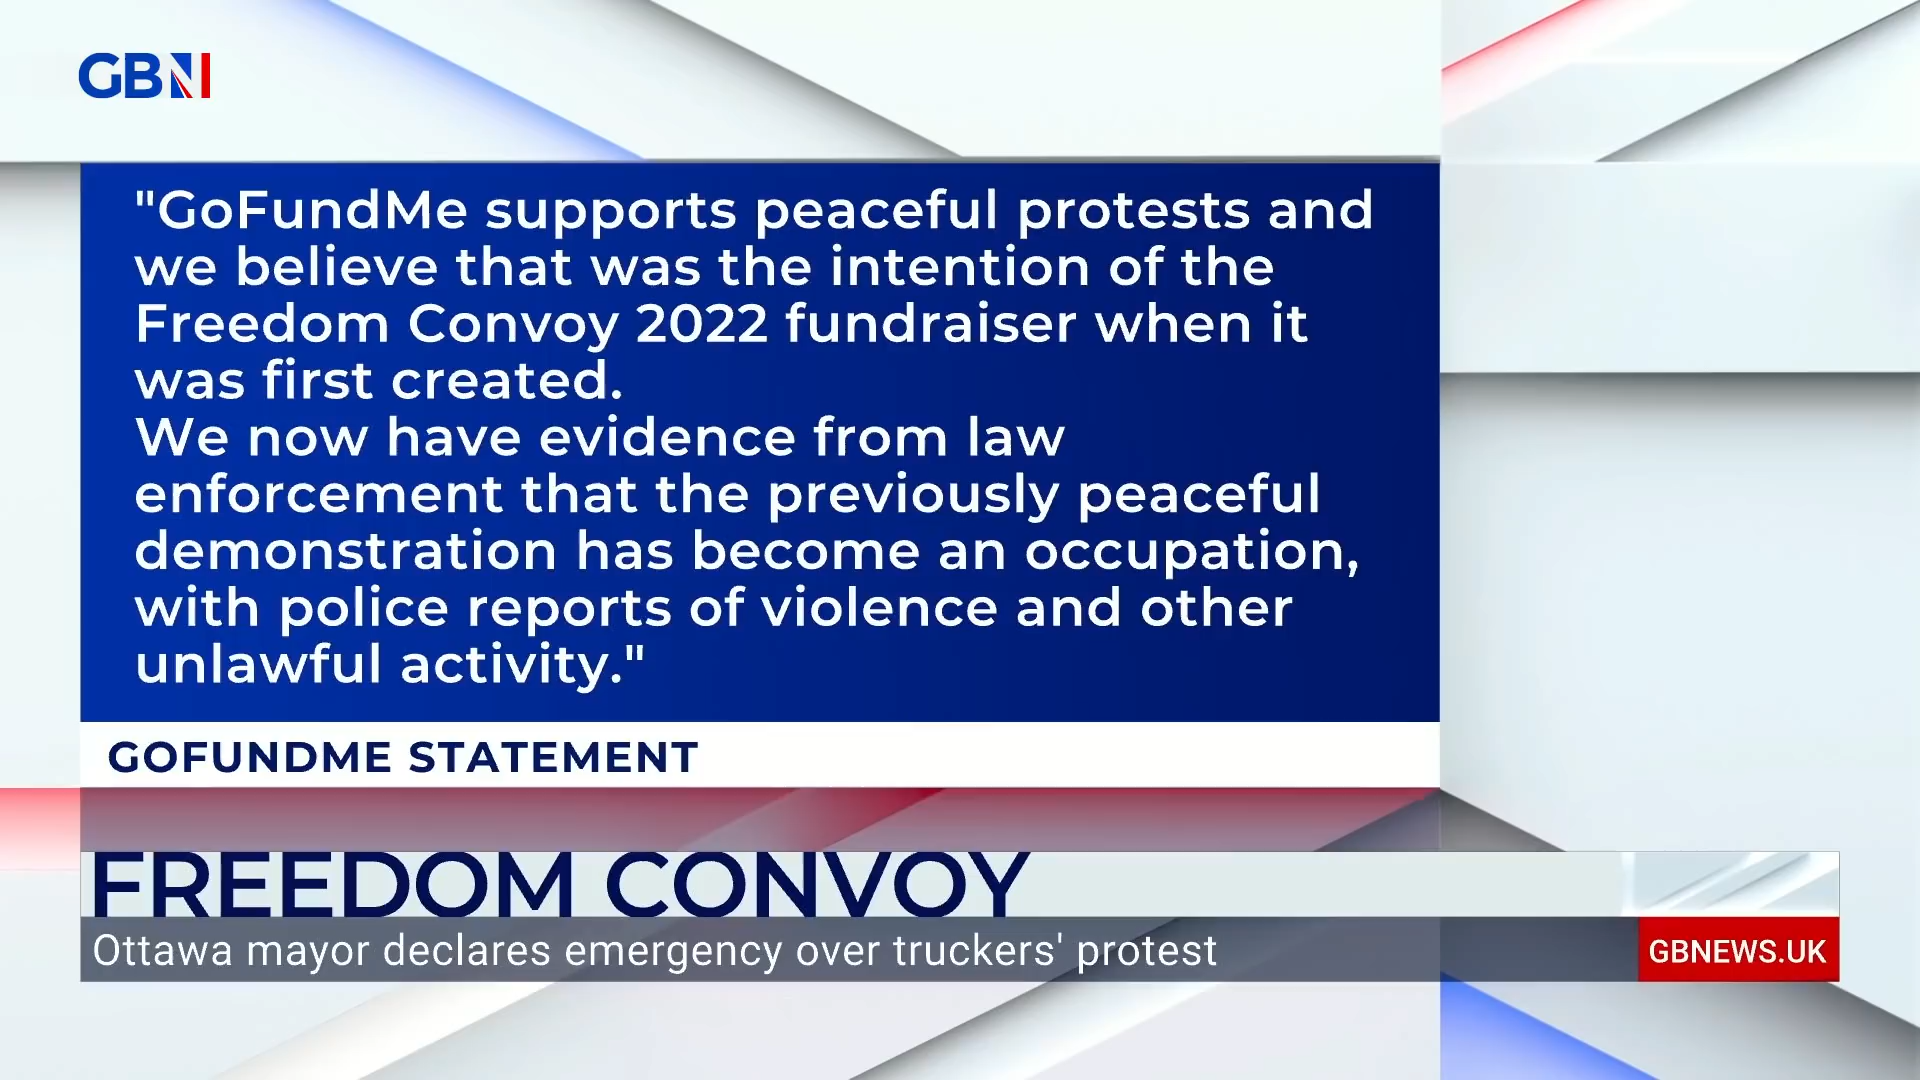 GBN
"GoFundMe supports peaceful protests and
we believe that was the intention of the
Freedom Convoy 2022 fundraiser when it
was first created.
We now have evidence from law
enforcement that the previously peaceful
demonstration has become an occupation,
with police reports of violence and other
unlawful activity."
GOFUNDME STATEMENT
FREEDOM CONVOY
Ottawa mayor declares emergency over truckers' protest
GBNEWS.UK